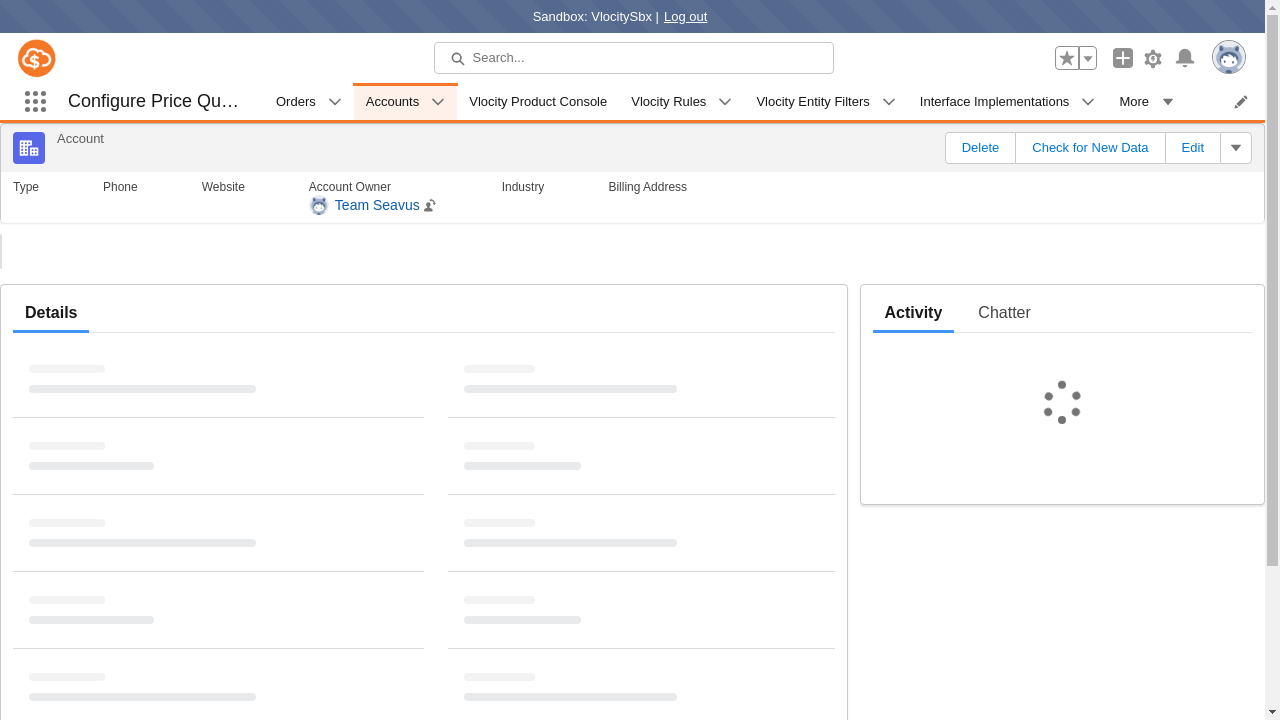 Sandbox: VlocitySbx | Log out
Search...
Configure Price Qu…
Orders
Accounts
Vlocity Product Console
Vlocity Rules
Vlocity Entity Filters
Interface Implementations
More
Account
Delete
Check for New Data
Edit
Type
Phone
Website
Account Owner
Industry
Billing Address
Team Seavus
Details
Activity
Chatter